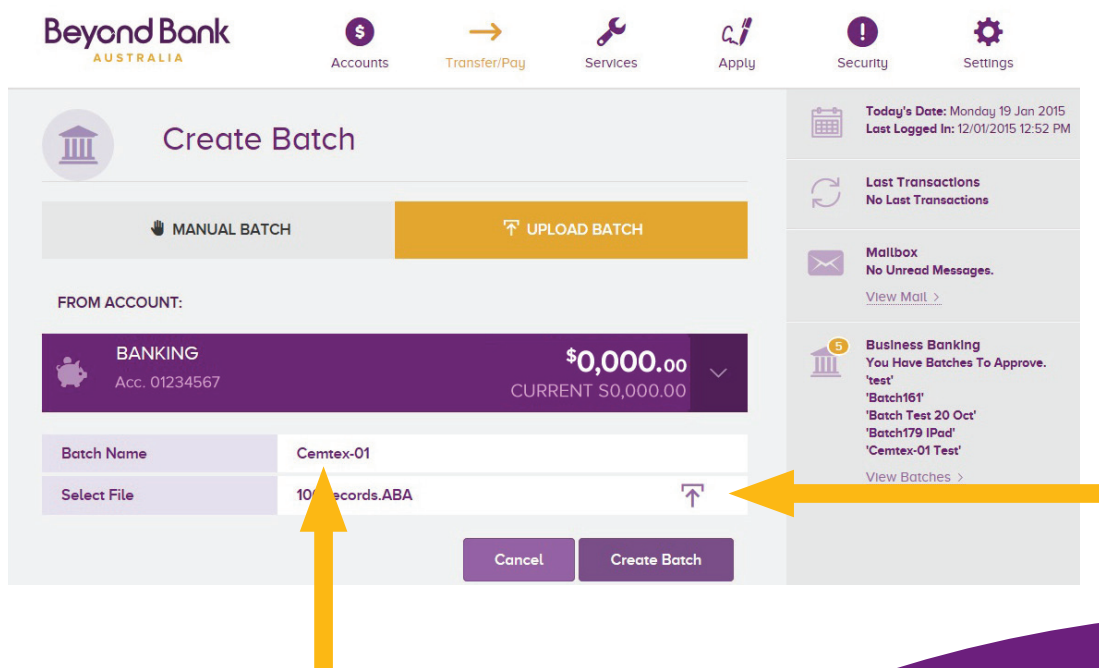 Beyond Bank
AUSTRALIA
$
Accounts
Transfer/Pay
Services
Apply
!
Security
Settings
Create Batch
MANUAL BATCH
UPLOAD BATCH
FROM ACCOUNT:
BANKING
Acc. 01234567
$0,000.00
CURRENT S0,000.00
Batch Name
Cemtex-01
Select File
ecords.ABA
Cancel
Create Batch
Today's Date: Monday 19 Jan 2015
Last Logged In: 12/01/2015 12:52 PM
Last Transactions
No Last Transactions
Mailbox
No Unread Messages.
View Mail >
5
Business Banking
You Have Batches To Approve.
'test'
'Batch161'
'Batch Test 20 Oct'
'Batch179 IPad'
'Cemtex-01 Test'
View Batches >